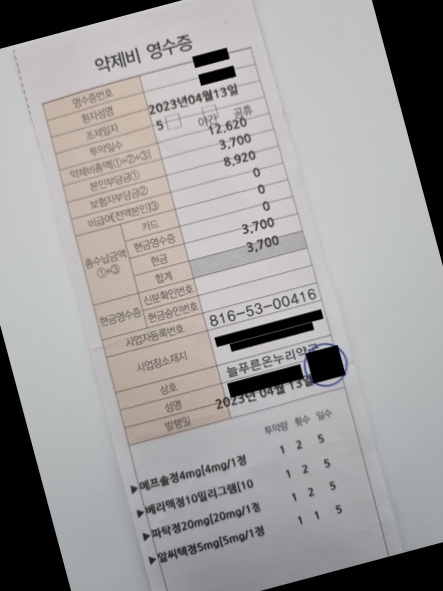 약제비 영수증
영수증번호
환자성명
조제일자 2023년04월13일
투약일수 5 야간 공휴
약제비총액(①+②+③) 12,620
본인부담금① 3,700
보험자부담금② 8,920
비급여(전액본인)③ 0
총수납금액 ①+③ 카드 0
현금영수증 0
현금 3,700
합계 3,700
현금영수증 신분확인번호
현금승인번호
사업자등록번호 816-53-00416
사업장소재지
상호 늘푸른온누리약국
성명
발행일 2023년 04월 13일
투약량 횟수 일수
▶메프솔정4mg[4mg/1정 1 2 5
▶베리맥정10밀리그램[10 1 2 5
▶파탁정20mg[20mg/1정 1 2 5
▶알씨텍정5mg[5mg/1정 1 1 5